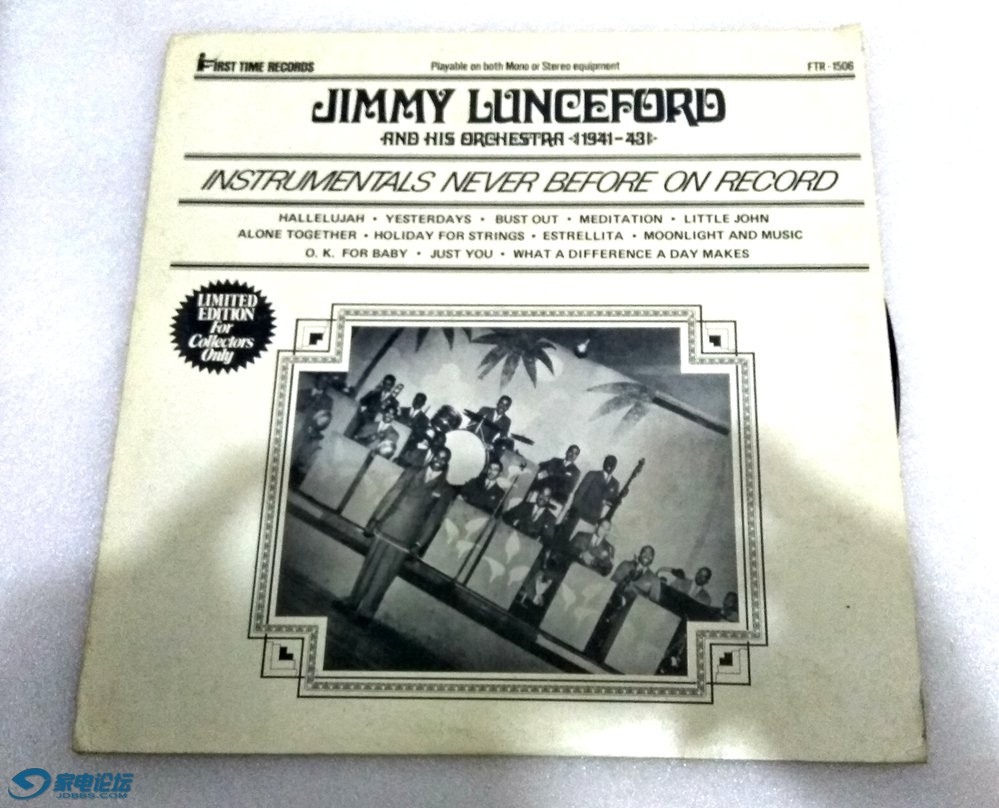 FIRST TIME RECORDS
Playable on both Mono or Stereo equipment
FTR-1506
JIMMY LUNCEFORD
AND HIS ORCHESTRA (1941-43)
INSTRUMENTALS NEVER BEFORE ON RECORD
HALLELUJAH • YESTERDAYS • BUST OUT • MEDITATION • LITTLE JOHN
ALONE TOGETHER • HOLIDAY FOR STRINGS • ESTRELLITA • MOONLIGHT AND MUSIC
O. K. FOR BABY • JUST YOU • WHAT A DIFFERENCE A DAY MAKES
LIMITED
EDITION
For
Collectors
Only
家电论坛
JDBBS.COM